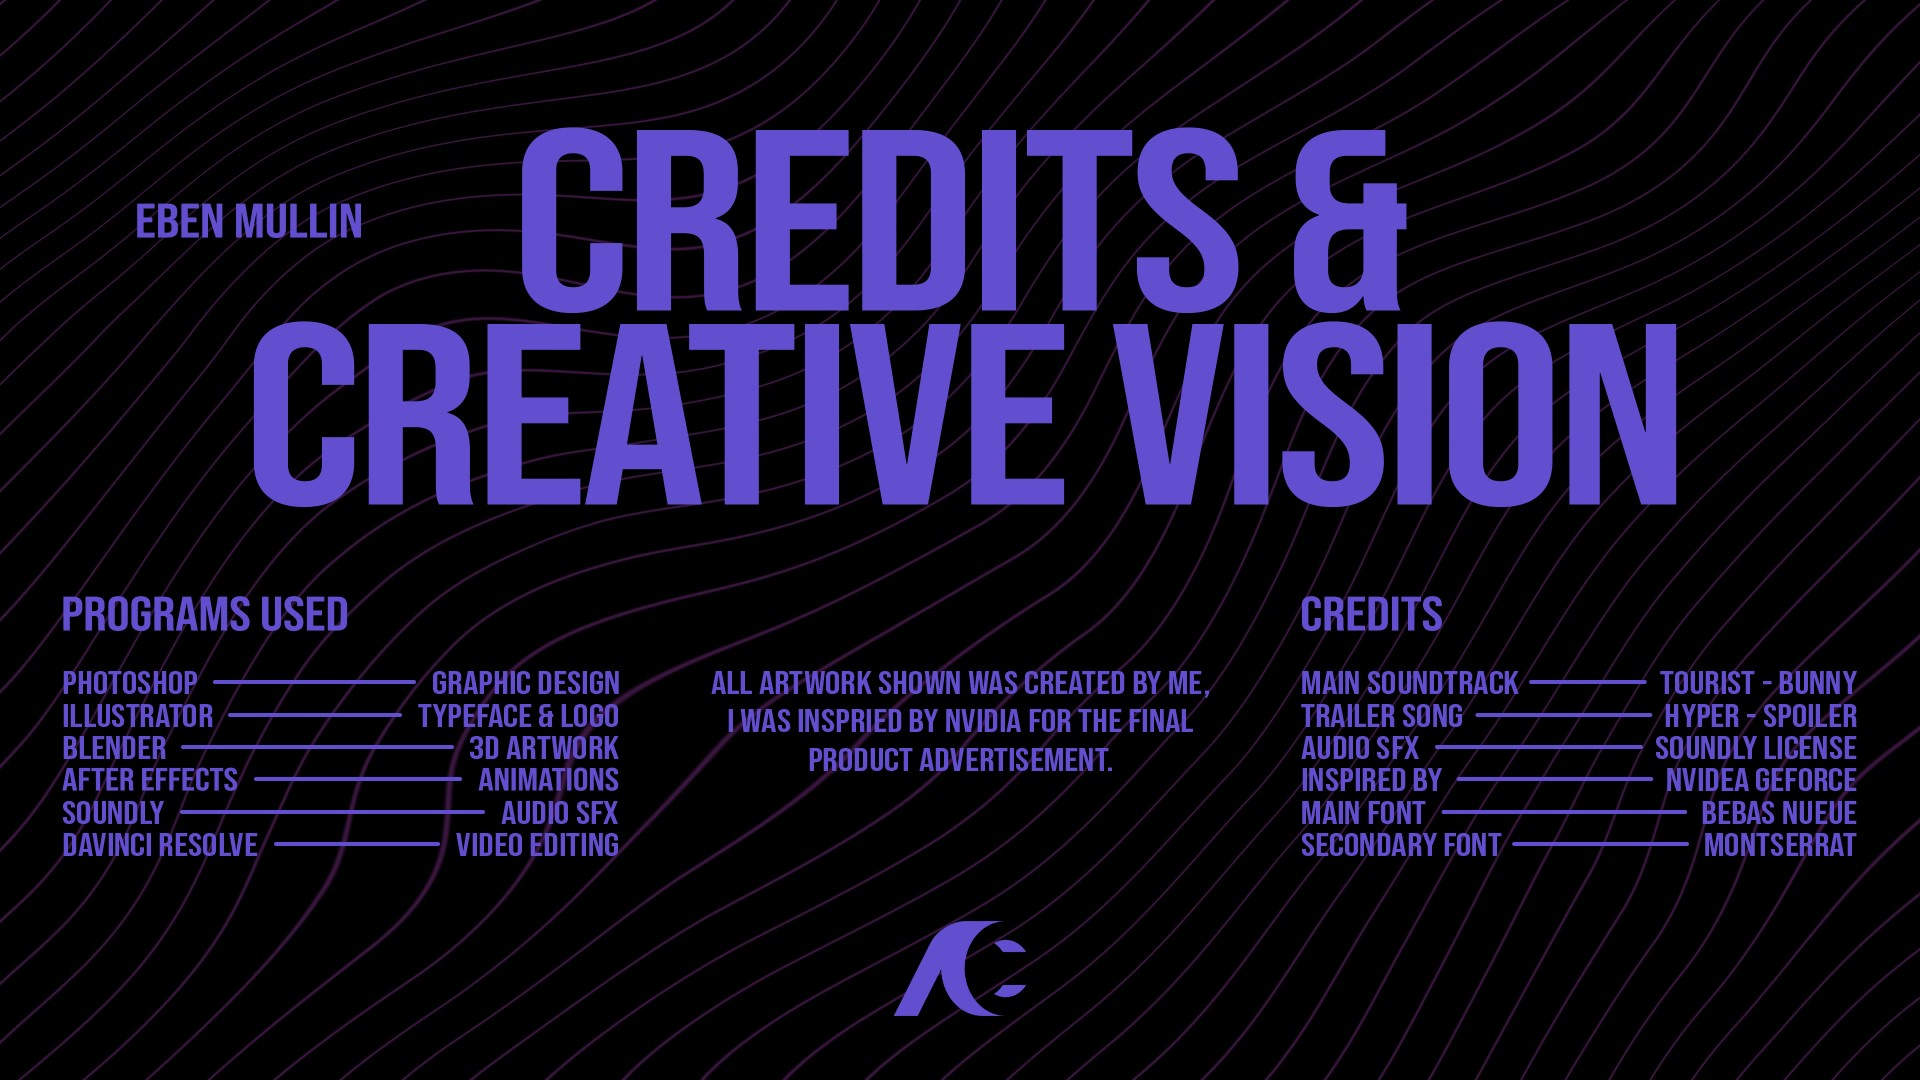 CREDITS &
EBEN MULLIN
CREATIVE VISION
PROGRAMS USED
PHOTOSHOP GRAPHIC DESIGN
ILLUSTRATOR TYPEFACE & LOGO
BLENDER 3D ARTWORK
AFTER EFFECTS ANIMATIONS
SOUNDLY AUDIO SFX
DAVINCI RESOLVE VIDEO EDITING
ALL ARTWORK SHOWN WAS CREATED BY ME,
I WAS INSPRIED BY NVIDIA FOR THE FINAL
PRODUCT ADVERTISEMENT.
CREDITS
MAIN SOUNDTRACK TOURIST - BUNNY
TRAILER SONG HYPER - SPOILER
AUDIO SFX SOUNDLY LICENSE
INSPIRED BY NVIDEA GEFORCE
MAIN FONT BEBAS NUEUE
SECONDARY FONT MONTSERRAT
AC